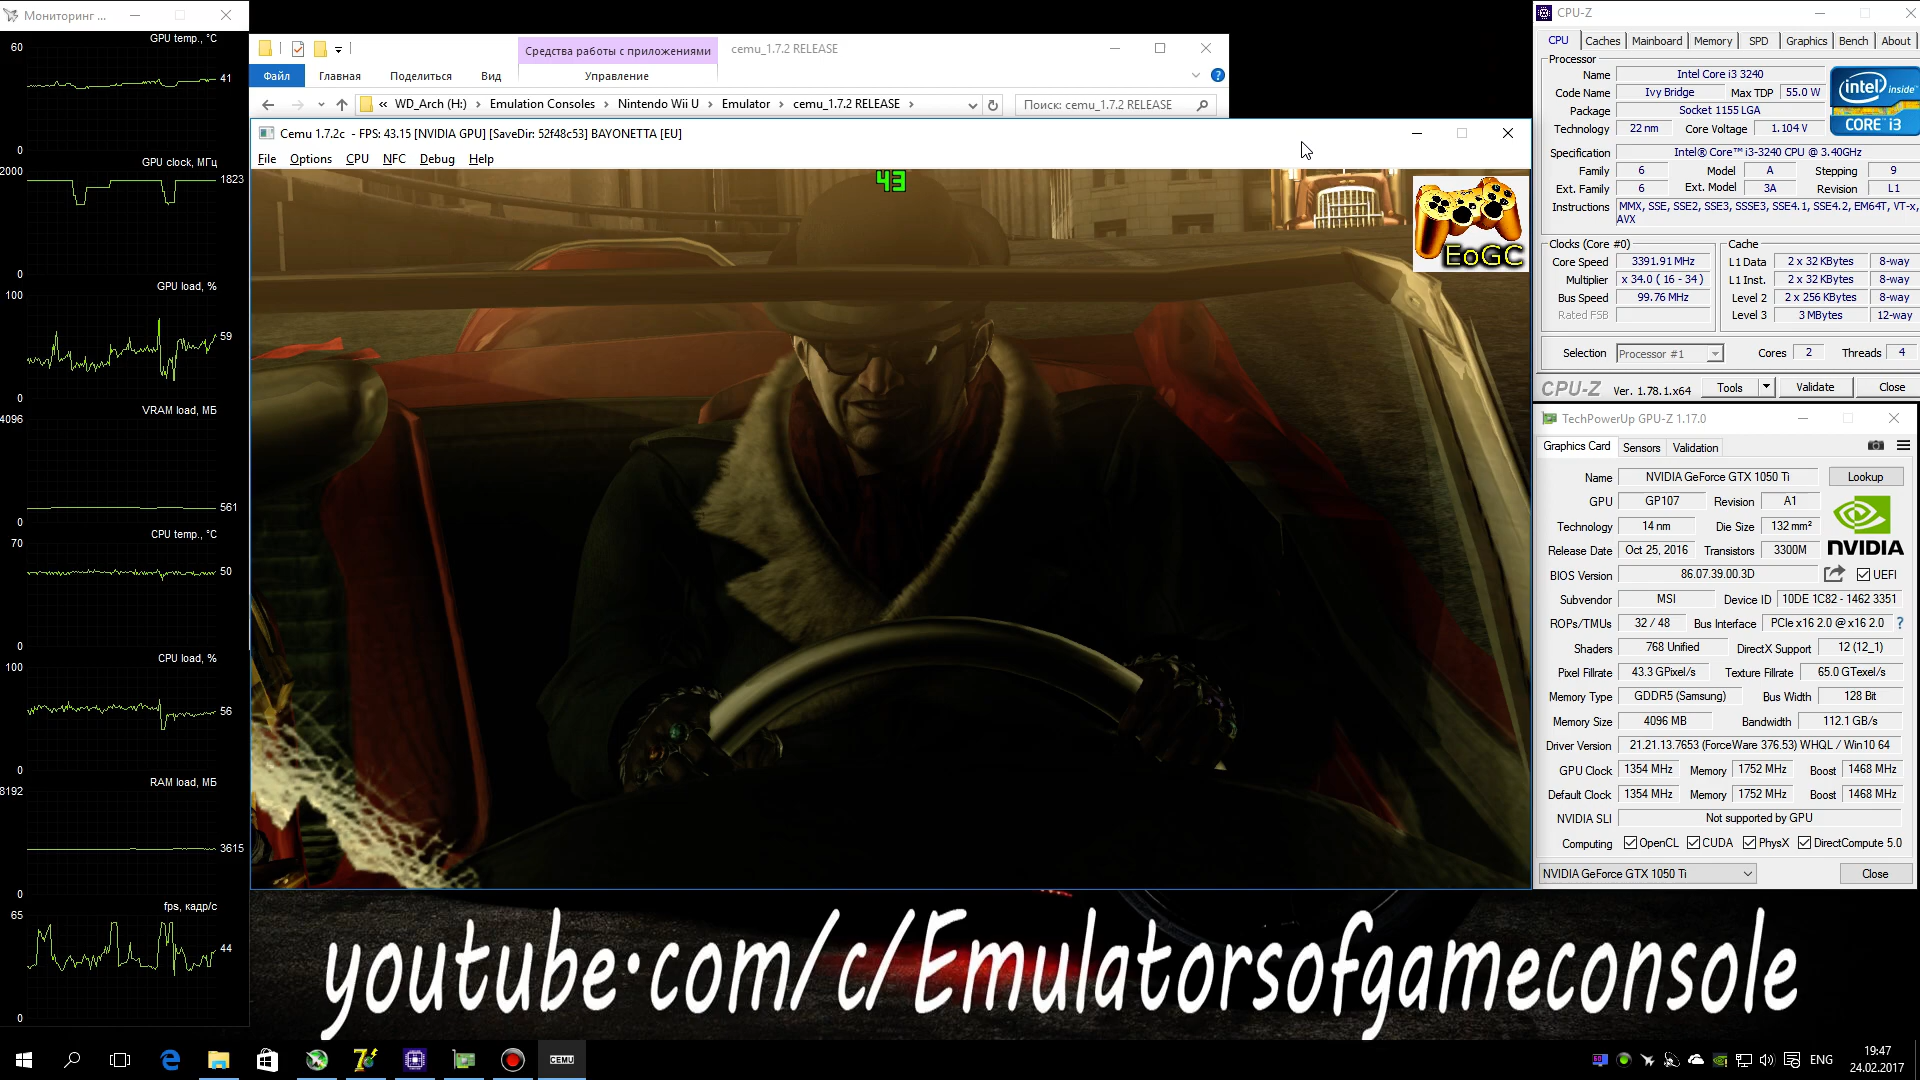 Мониторинг ...
GPU temp., °C
60
41
0
GPU clock, МГц
2000
1823
0
GPU load, %
100
59
0
VRAM load, МБ
4096
561
0
CPU temp., °C
70
50
0
CPU load, %
100
56
0
RAM load, МБ
8192
3615
0
fps, кадр/с
65
44
0
Средства работы с приложениями
cemu_1.7.2 RELEASE
Файл Главная Поделиться Вид Управление
« WD_Arch (H:) Emulation Consoles Nintendo Wii U Emulator cemu_1.7.2 RELEASE
Поиск: cemu_1.7.2 RELEASE
Cemu 1.7.2c - FPS: 43.15 [NVIDIA GPU] [SaveDir: 52f48c53] BAYONETTA [EU]
File Options CPU NFC Debug Help
43
EoGC
youtube.com/c/Emulatorsofgameconsole
CPU-Z
CPU Caches Mainboard Memory SPD Graphics Bench About
Processor
Name Intel Core i3 3240
Code Name Ivy Bridge Max TDP 55.0 W
Package Socket 1155 LGA
Technology 22 nm Core Voltage 1.104 V
intel inside™
CORE i3
Specification Intel® Core™ i3-3240 CPU @ 3.40GHz
Family 6 Model A Stepping 9
Ext. Family 6 Ext. Model 3A Revision L1
Instructions MMX, SSE, SSE2, SSE3, SSSE3, SSE4.1, SSE4.2, EM64T, VT-x,
AVX
Clocks (Core #0)
Core Speed 3391.91 MHz
Multiplier x 34.0 ( 16 - 34 )
Bus Speed 99.76 MHz
Rated FSB
Cache
L1 Data 2 x 32 KBytes 8-way
L1 Inst. 2 x 32 KBytes 8-way
Level 2 2 x 256 KBytes 8-way
Level 3 3 MBytes 12-way
Selection Processor #1 Cores 2 Threads 4
CPU-Z Ver. 1.78.1.x64 Tools Validate Close
TechPowerUp GPU-Z 1.17.0
Graphics Card Sensors Validation
Name NVIDIA GeForce GTX 1050 Ti Lookup
GPU GP107 Revision A1
Technology 14 nm Die Size 132 mm²
Release Date Oct 25, 2016 Transistors 3300M
NVIDIA
BIOS Version 86.07.39.00.3D UEFI
Subvendor MSI Device ID 10DE 1C82 - 1462 3351
ROPs/TMUs 32 / 48 Bus Interface PCIe x16 2.0 @ x16 2.0 ?
Shaders 768 Unified DirectX Support 12 (12_1)
Pixel Fillrate 43.3 GPixel/s Texture Fillrate 65.0 GTexel/s
Memory Type GDDR5 (Samsung) Bus Width 128 Bit
Memory Size 4096 MB Bandwidth 112.1 GB/s
Driver Version 21.21.13.7653 (ForceWare 376.53) WHQL / Win10 64
GPU Clock 1354 MHz Memory 1752 MHz Boost 1468 MHz
Default Clock 1354 MHz Memory 1752 MHz Boost 1468 MHz
NVIDIA SLI Not supported by GPU
Computing OpenCL CUDA PhysX DirectCompute 5.0
NVIDIA GeForce GTX 1050 Ti Close
CEMU
ENG
19:47
24.02.2017